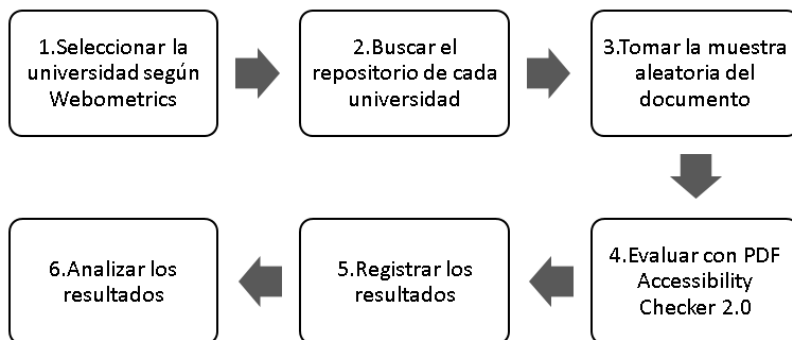 1.Seleccionar la
universidad según
Webometrics
2.Buscar el
repositorio de cada
universidad
3.Tomar la muestra
aleatoria del
documento
4.Evaluar con PDF
Accessibility
Checker 2.0
5.Registrar los
resultados
6.Analizar los
resultados